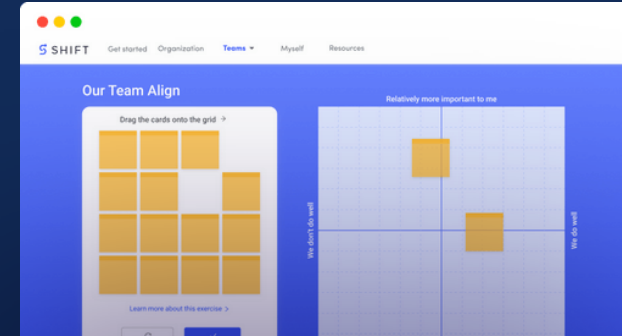 SHIFT
Get started Organization Teams Myself Resources
Our Team Align
Drag the cards onto the grid
Relatively more important to me
We don't do well
We do well
Learn more about this exercise >